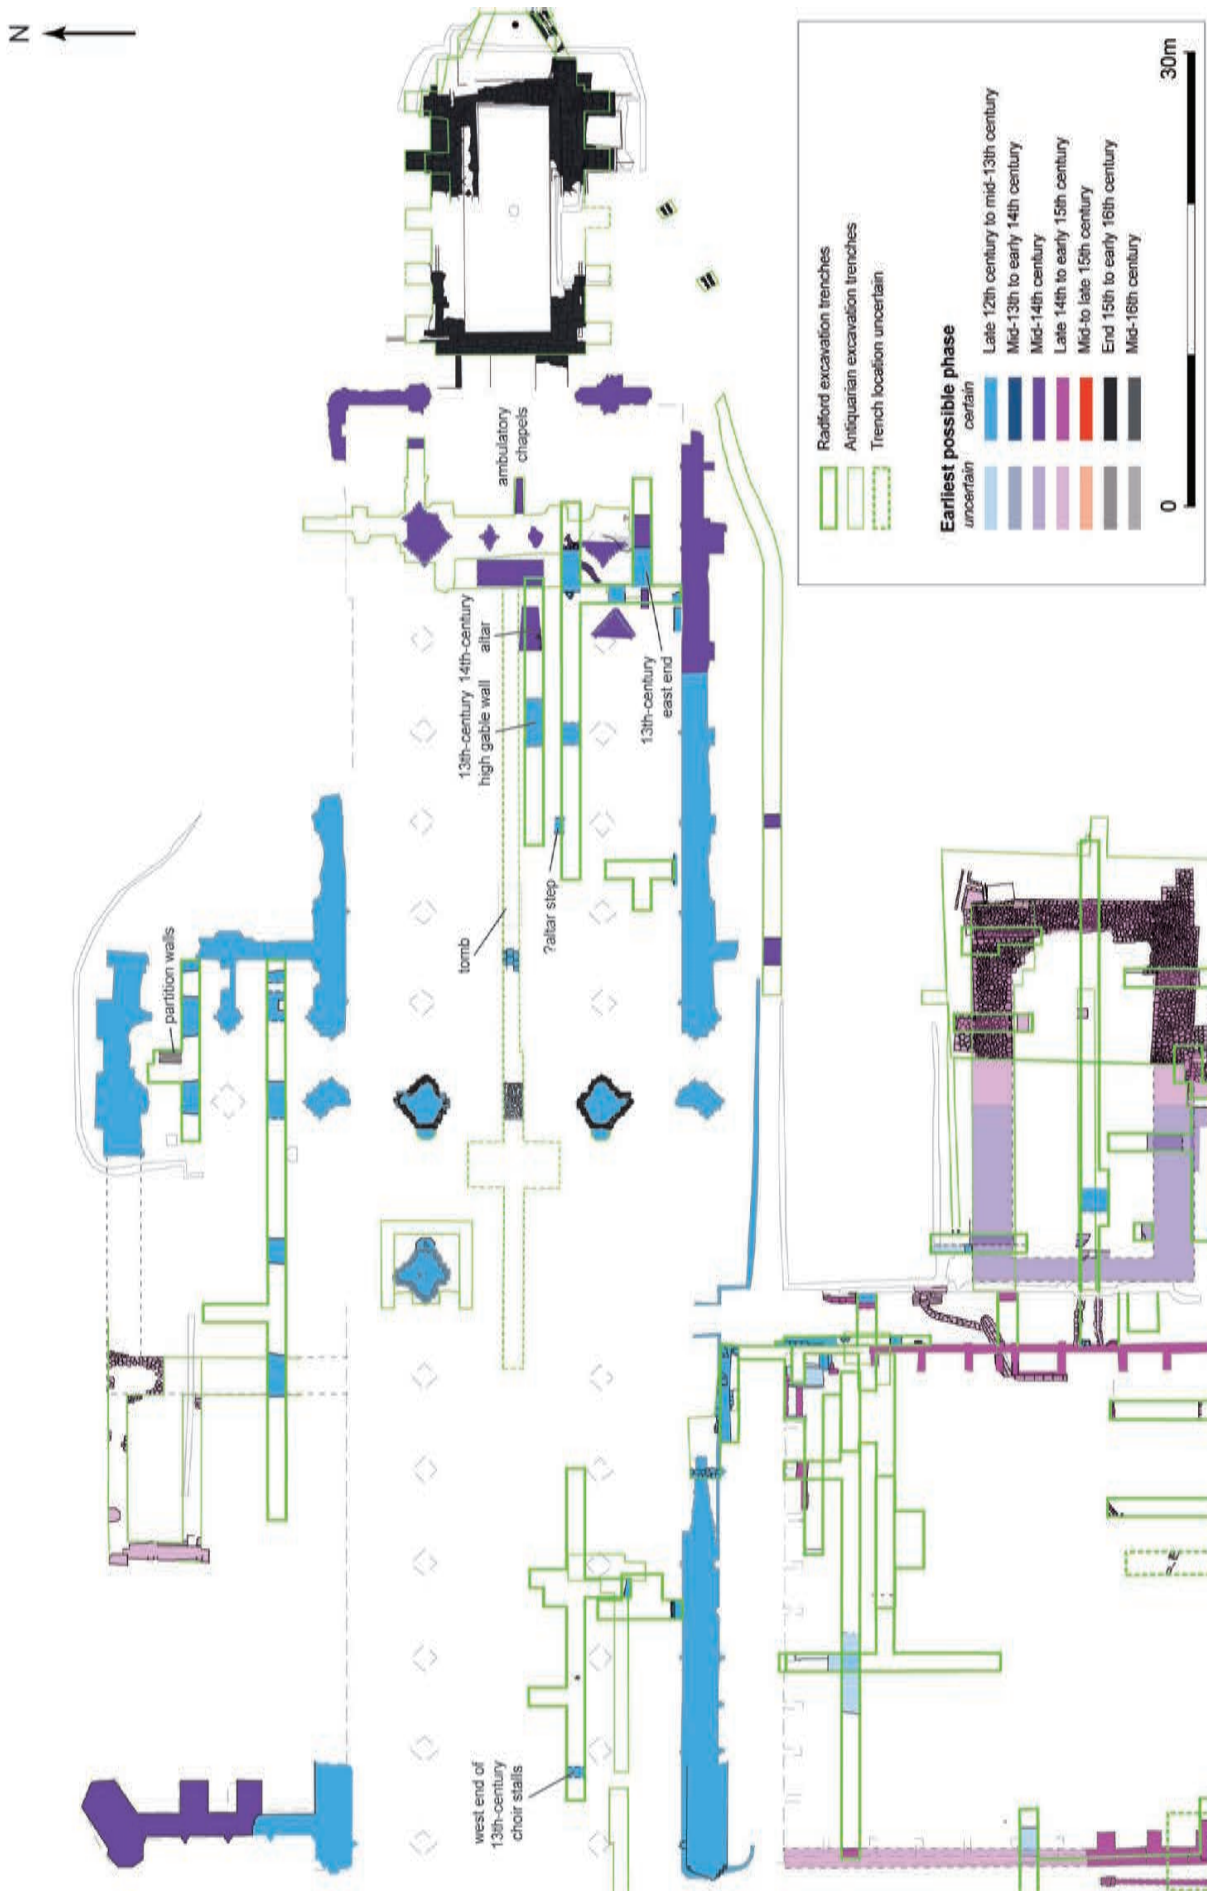 N
partition walls
tomb
?altar step
13th-century
high gable wall
14th-century
altar
ambulatory
chapels
13th-century
east end
west end of
13th-century
choir stalls
Radford excavation trenches
Antiquarian excavation trenches
Trench location uncertain
Earliest possible phase
uncertain certain
Late 12th century to mid-13th century
Mid-13th to early 14th century
Mid-14th century
Late 14th to early 15th century
Mid-to late 15th century
End 15th to early 16th century
Mid-16th century
0 30m